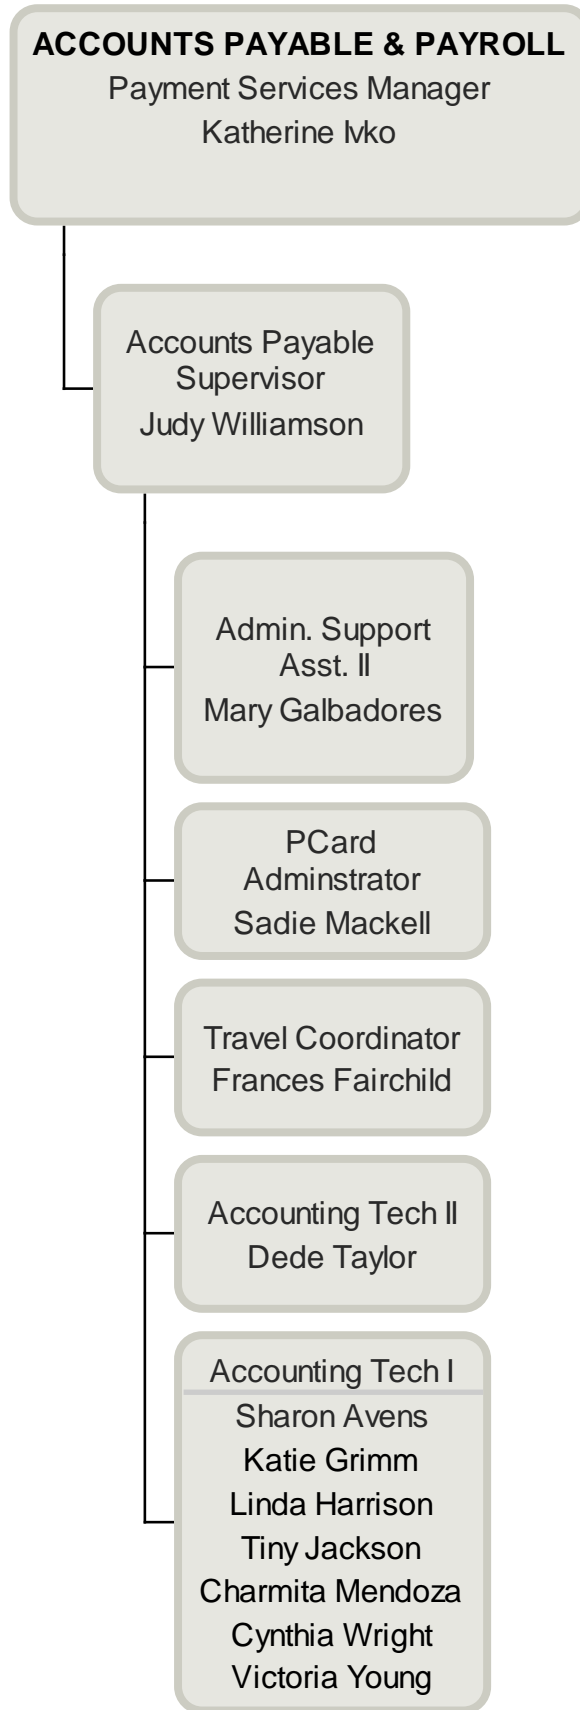 ACCOUNTS PAYABLE & PAYROLL
Payment Services Manager
Katherine Ivko
Accounts Payable
Supervisor
Judy Williamson
Admin. Support
Asst. II
Mary Galbadores
PCard
Adminstrator
Sadie Mackell
Travel Coordinator
Frances Fairchild
Accounting Tech II
Dede Taylor
Accounting Tech I
Sharon Avens
Katie Grimm
Linda Harrison
Tiny Jackson
Charmita Mendoza
Cynthia Wright
Victoria Young